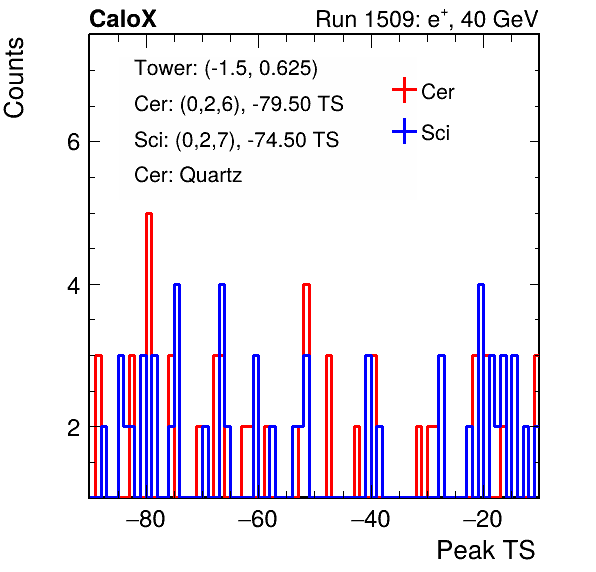 CaloX Run 1509: e⁺, 40 GeV
Counts
Tower: (-1.5, 0.625)
Cer: (0,2,6), -79.50 TS
Sci: (0,2,7), -74.50 TS
Cer: Quartz
Cer
Sci
6
4
2
−80 −60 −40 −20
Peak TS